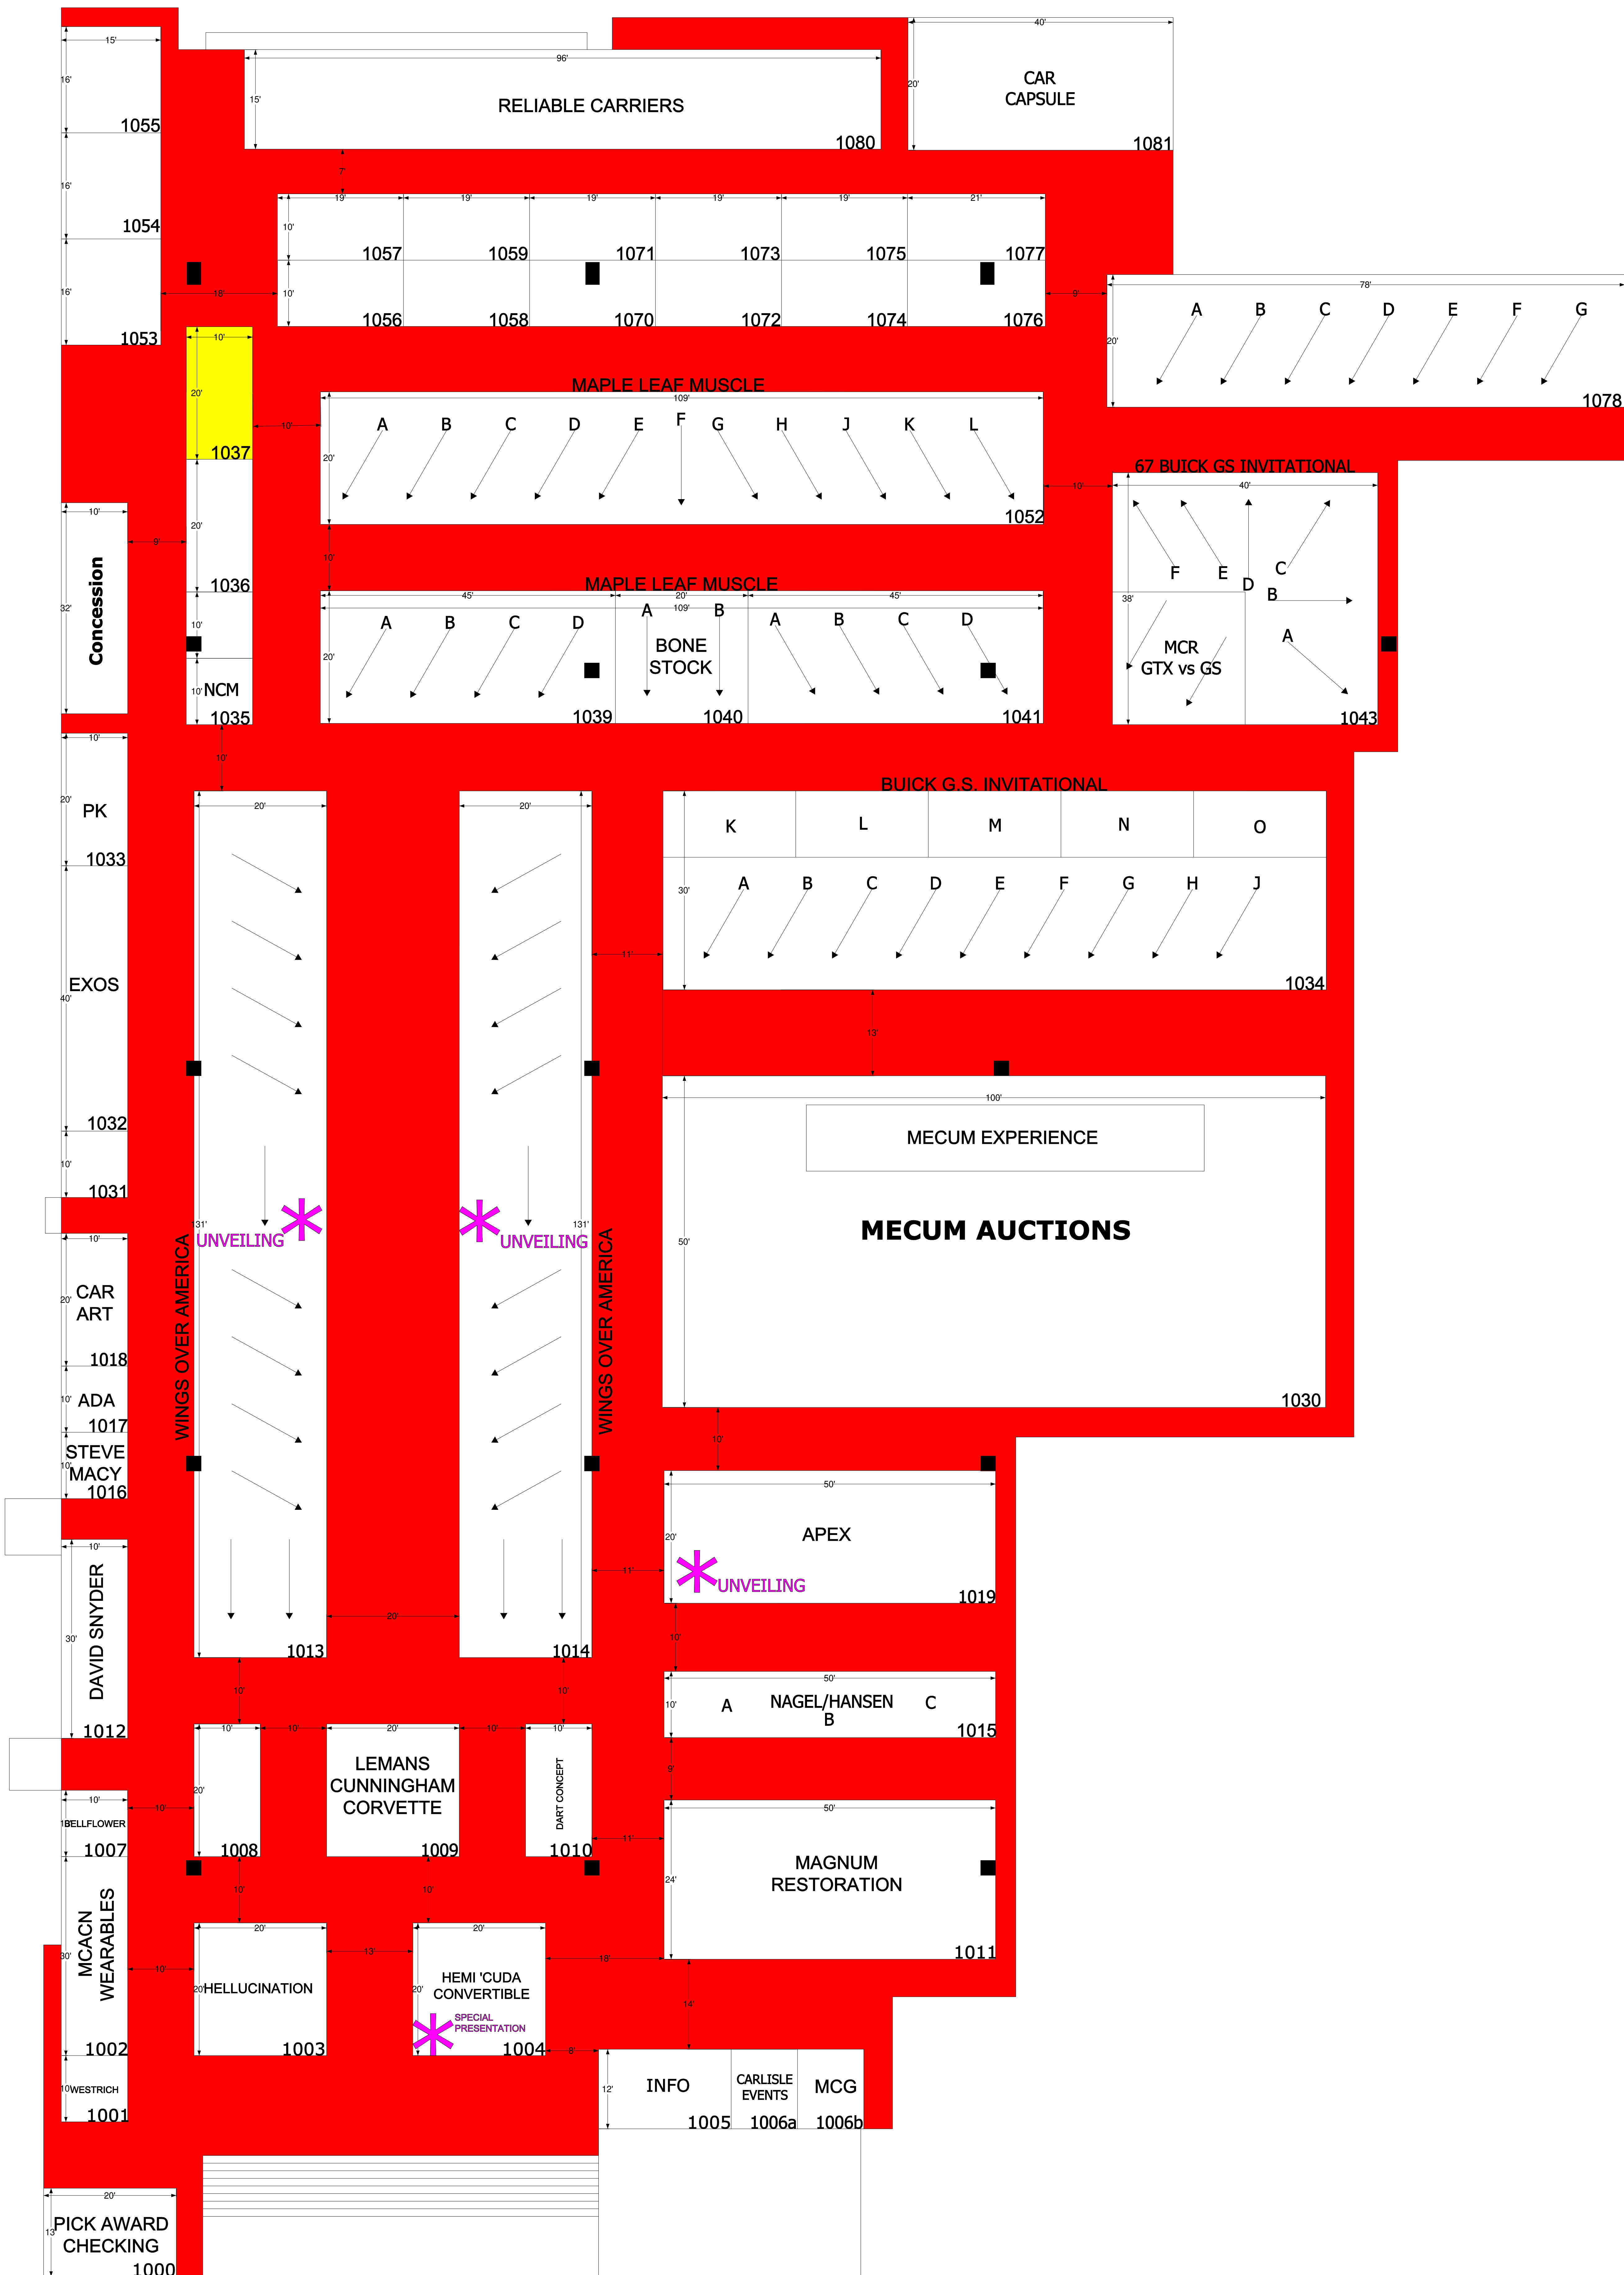 15'
16'
1055
16'
1054
16'
1053
96'
15'
RELIABLE CARRIERS
1080
40'
20'
CAR
CAPSULE
1081
7'
19'
19'
19'
19'
19'
21'
10'
1057
1059
1071
1073
1075
1077
10'
1056
1058
1070
1072
1074
1076
18'
9'
78'
20'
A B C D E F G
1078
10'
20'
1037
10'
MAPLE LEAF MUSCLE
109'
20'
A B C D E F G H J K L
1052
10'
67 BUICK GS INVITATIONAL
40'
38'
F E D C
B
A
MCR
GTX vs GS
1043
10'
32'
Concession
9'
20'
1036
10'
10'
NCM
1035
10'
MAPLE LEAF MUSCLE
45'
20'
45'
109'
20'
A B C D
1039
A B
BONE
STOCK
1040
A B C D
1041
10'
10'
20'
PK
1033
40'
EXOS
1032
10'
1031
10'
20'
CAR
ART
1018
10'
ADA
1017
10'
STEVE
MACY
1016
10'
30'
DAVID SNYDER
1012
WINGS OVER AMERICA
20'
131'
UNVEILING
1013
20'
20'
131'
UNVEILING
1014
WINGS OVER AMERICA
11'
BUICK G.S. INVITATIONAL
30'
K L M N O
A B C D E F G H J
1034
13'
100'
50'
MECUM EXPERIENCE
MECUM AUCTIONS
1030
10'
50'
20'
APEX
UNVEILING
1019
11'
10'
50'
10'
A NAGEL/HANSEN C
B
1015
9'
10'
10'
10'
BELLFLOWER
1007
10'
10'
20'
1008
10'
20'
LEMANS
CUNNINGHAM
CORVETTE
1009
10'
10'
DART CONCEPT
1010
11'
50'
24'
MAGNUM
RESTORATION
1011
30'
MCACN
WEARABLES
1002
10'
10'
10'
20'
20'
HELLUCINATION
1003
13'
20'
20'
HEMI 'CUDA
CONVERTIBLE
SPECIAL
PRESENTATION
1004
18'
14'
8'
WESTRICH
1001
12'
INFO
1005
CARLISLE
EVENTS
1006a
MCG
1006b
20'
13'
PICK AWARD
CHECKING
1000